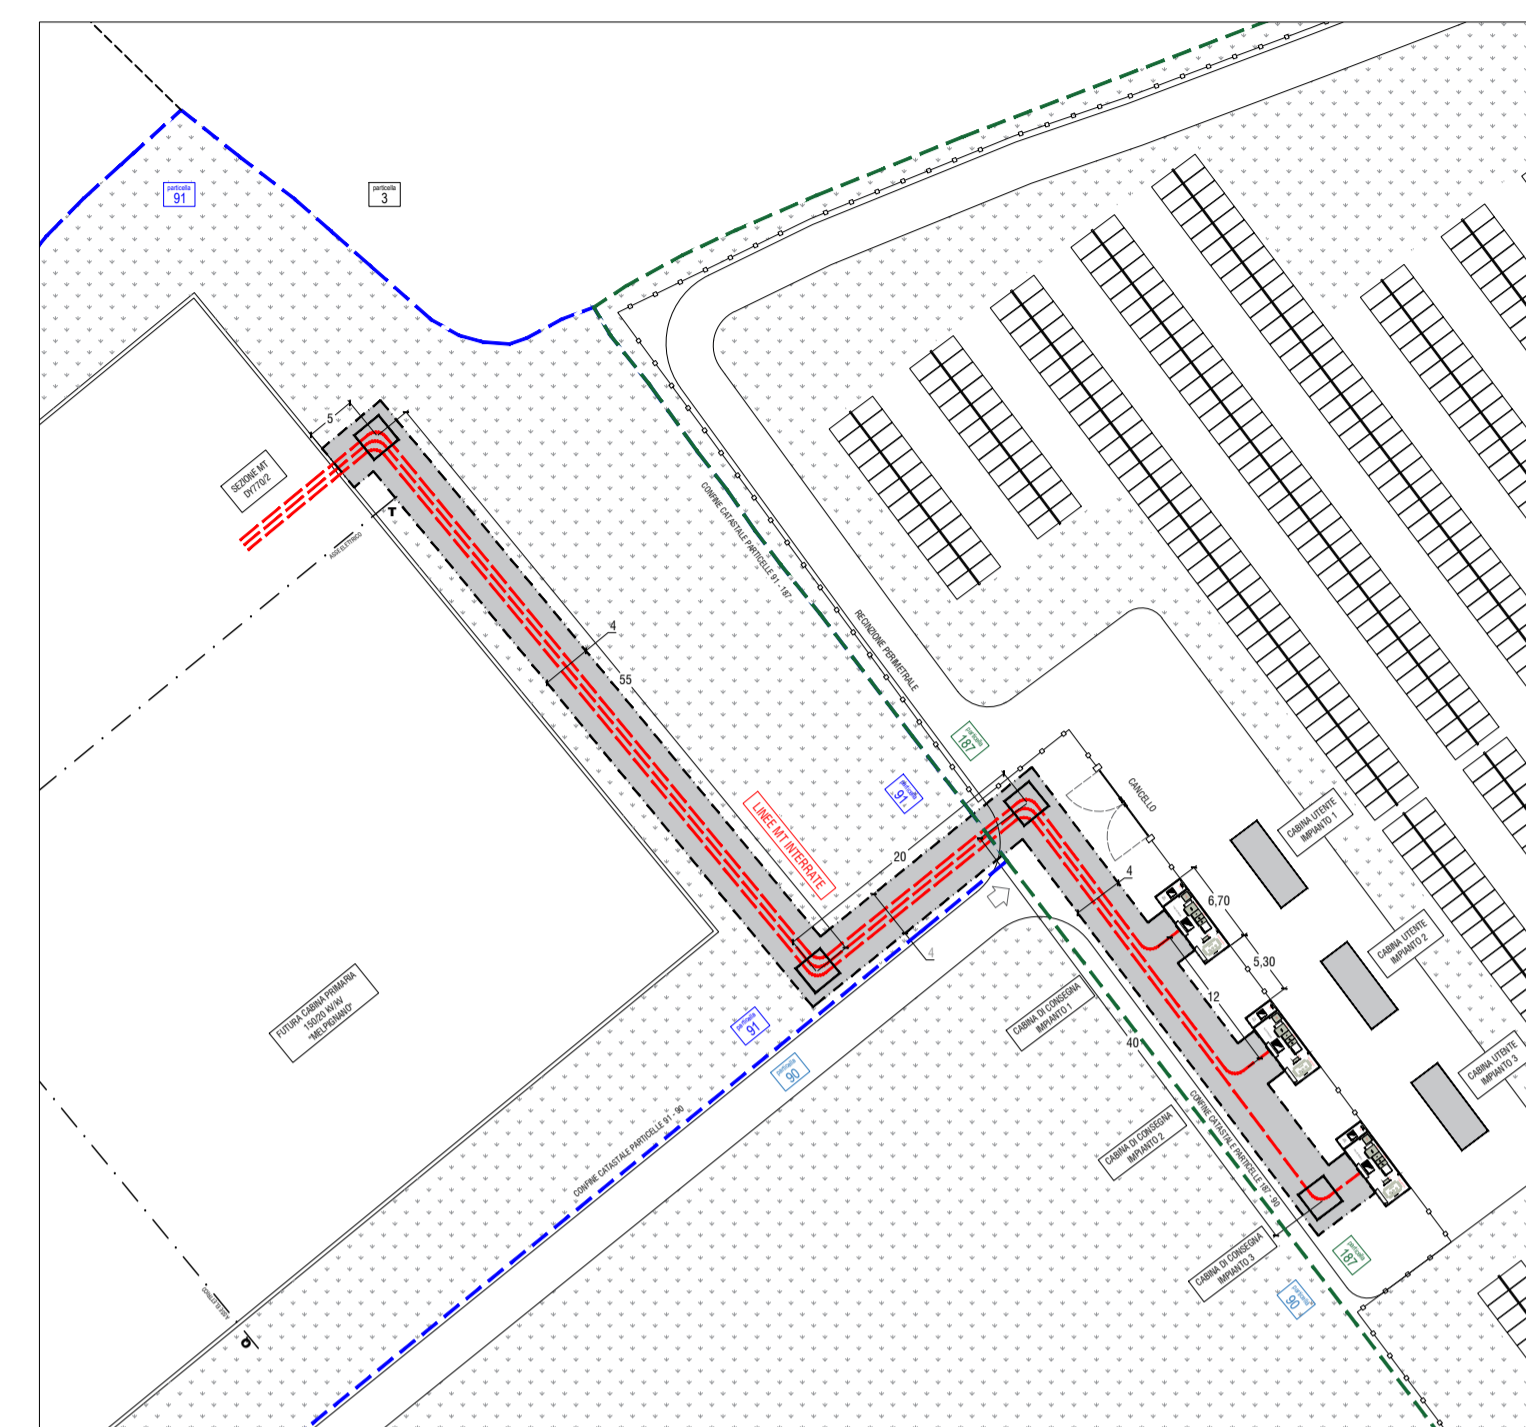 particella
91
particella
3
5
SEZIONE MT
DY770/2
T
ASSE ELETTRICO
CONFINE CATASTALE PARTICELLE 91 - 187
4
55
RECINZIONE PERIMETRALE
particella
187
particella
91
CANCELLO
LINEE MT INTERRATE
20
4
4
CABINA UTENTE
IMPIANTO 1
6,70
5,30
CABINA UTENTE
IMPIANTO 2
12
CABINA DI CONSEGNA
IMPIANTO 1
FUTURA CABINA PRIMARIA
150/20 kV/kV
"MELPIGNANO"
particella
91
particella
90
40
CABINA UTENTE
IMPIANTO 3
CONFINE CATASTALE PARTICELLE 91 - 90
CABINA DI CONSEGNA
IMPIANTO 2
CONFINE CATASTALE PARTICELLE 187 - 90
CABINA DI CONSEGNA
IMPIANTO 3
particella
187
particella
90
ASSE ELETTRICO